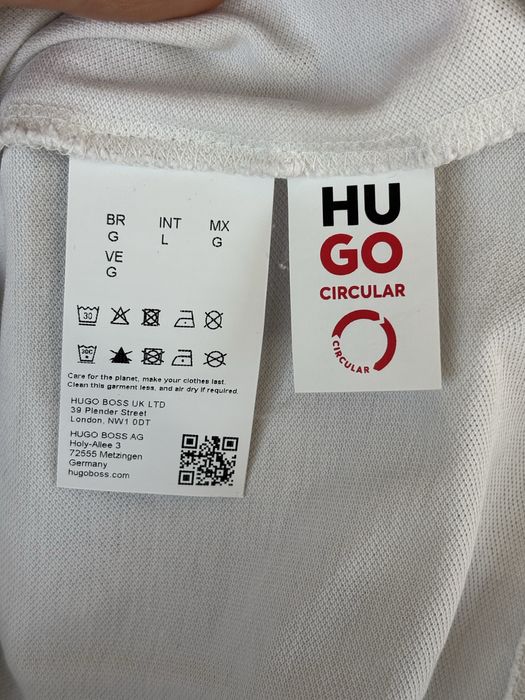 BR INT MX
G L G
VE
G
30
30C
Care for the planet, make your clothes last.
Clean this garment less, and air dry if required.
HUGO BOSS UK LTD
39 Plender Street
London, NW1 0DT
HUGO BOSS AG
Holy-Allee 3
72555 Metzingen
Germany
hugoboss.com
HU
GO
CIRCULAR
CIRCULAR